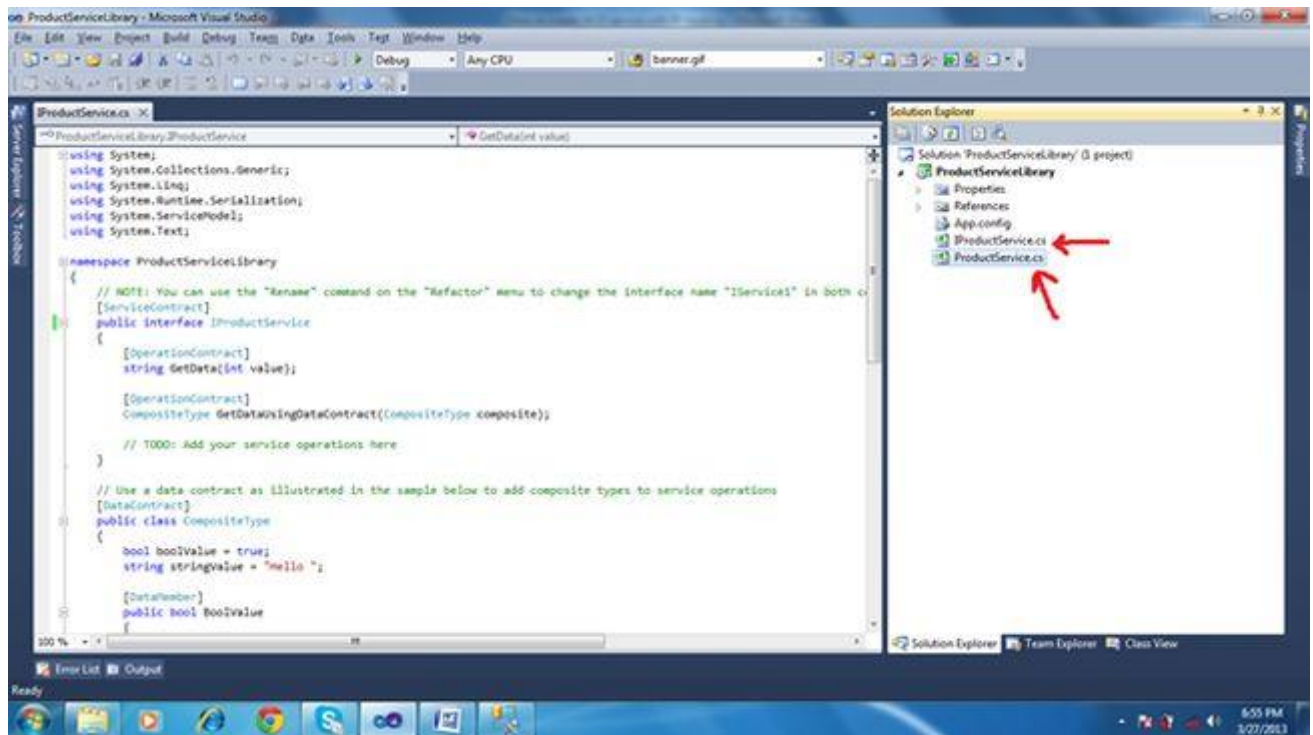 ProductServiceLibrary - Microsoft Visual Studio
File Edit View Project Build Debug Team Data Tools Test Window Help
Debug Any CPU banner.gif
IProductService.cs
ProductServiceLibrary.IProductService GetData(int value)
using System;
using System.Collections.Generic;
using System.Linq;
using System.Runtime.Serialization;
using System.ServiceModel;
using System.Text;
namespace ProductServiceLibrary
{
// NOTE: You can use the "Rename" command on the "Refactor" menu to change the interface name "IService1" in both
[ServiceContract]
public interface IProductService
{
[OperationContract]
string GetData(int value);
[OperationContract]
CompositeType GetDataUsingDataContract(CompositeType composite);
// TODO: Add your service operations here
}
// Use a data contract as illustrated in the sample below to add composite types to service operations
[DataContract]
public class CompositeType
{
bool boolValue = true;
string stringValue = "Hello ";
[DataMember]
public bool BoolValue
{
100 %
Server Explorer
Toolbox
Solution Explorer
Solution 'ProductServiceLibrary' (1 project)
ProductServiceLibrary
Properties
References
App.config
IProductService.cs
ProductService.cs
Properties
Solution Explorer Team Explorer Class View
Error List Output
Ready
6:55 PM
3/27/2013